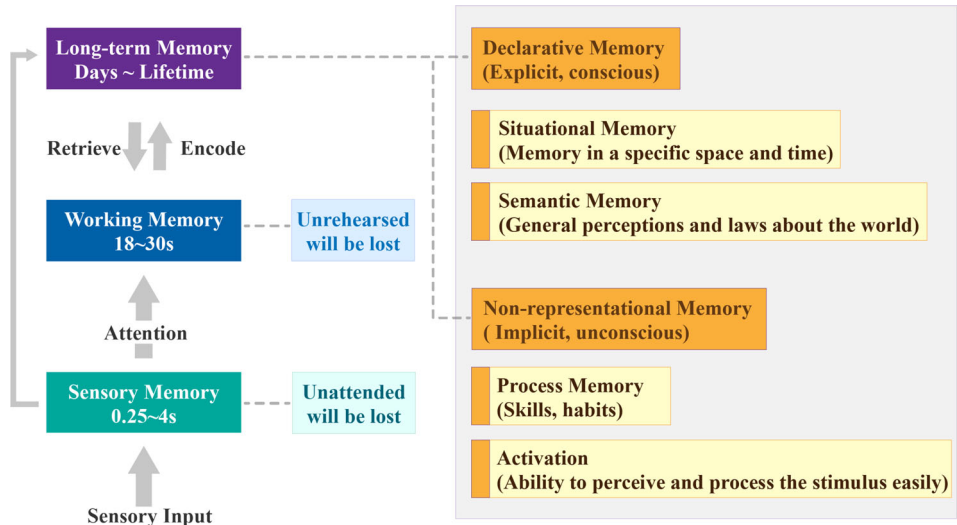 Long-term Memory
Days ~ Lifetime
Retrieve
Encode
Working Memory
18~30s
Unrehearsed
will be lost
Attention
Sensory Memory
0.25~4s
Unattended
will be lost
Sensory Input
Declarative Memory
(Explicit, conscious)
Situational Memory
(Memory in a specific space and time)
Semantic Memory
(General perceptions and laws about the world)
Non-representational Memory
( Implicit, unconscious)
Process Memory
(Skills, habits)
Activation
(Ability to perceive and process the stimulus easily)